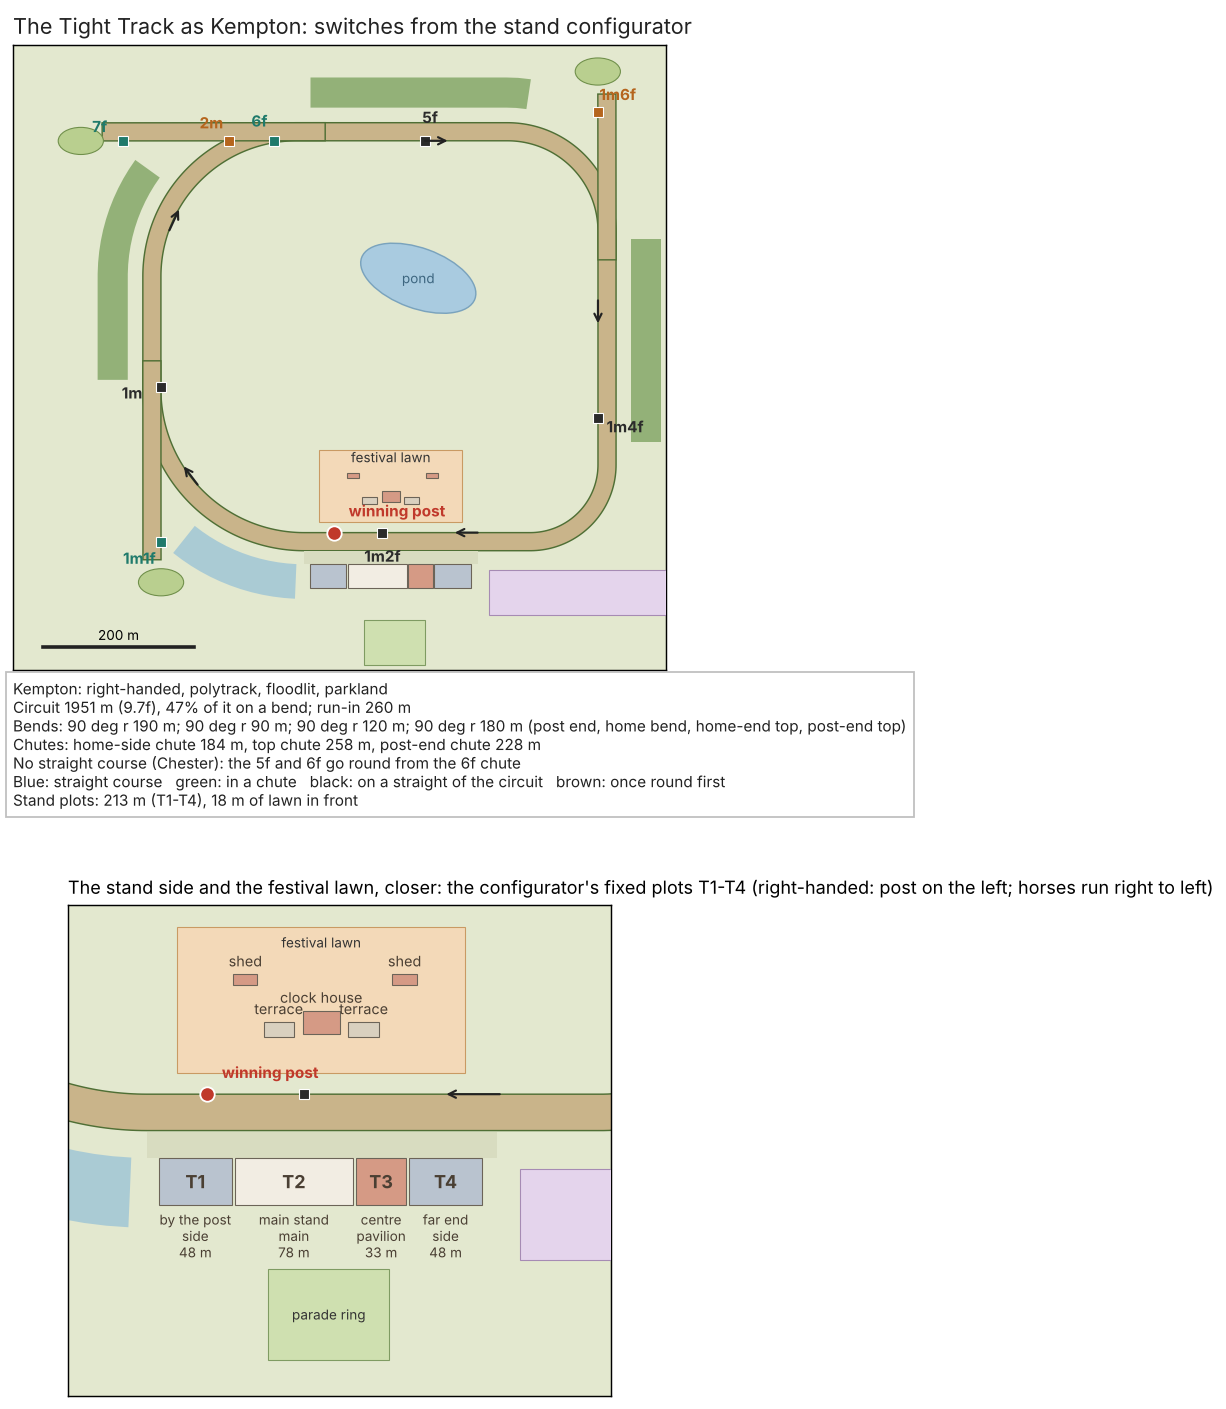 The Tight Track as Kempton: switches from the stand configurator
1m6f
7f
2m
6f
5f
pond
1m
1m4f
festival lawn
winning post
1m2f
1m1f
200 m
Kempton: right-handed, polytrack, floodlit, parkland
Circuit 1951 m (9.7f), 47% of it on a bend; run-in 260 m
Bends: 90 deg r 190 m; 90 deg r 90 m; 90 deg r 120 m; 90 deg r 180 m (post end, home bend, home-end top, post-end top)
Chutes: home-side chute 184 m, top chute 258 m, post-end chute 228 m
No straight course (Chester): the 5f and 6f go round from the 6f chute
Blue: straight course green: in a chute black: on a straight of the circuit brown: once round first
Stand plots: 213 m (T1-T4), 18 m of lawn in front
The stand side and the festival lawn, closer: the configurator's fixed plots T1-T4 (right-handed: post on the left; horses run right to left)
festival lawn
shed shed
clock house
terrace terrace
winning post
T1 T2 T3 T4
by the post main stand centre far end
side main pavilion side
48 m 78 m 33 m 48 m
parade ring